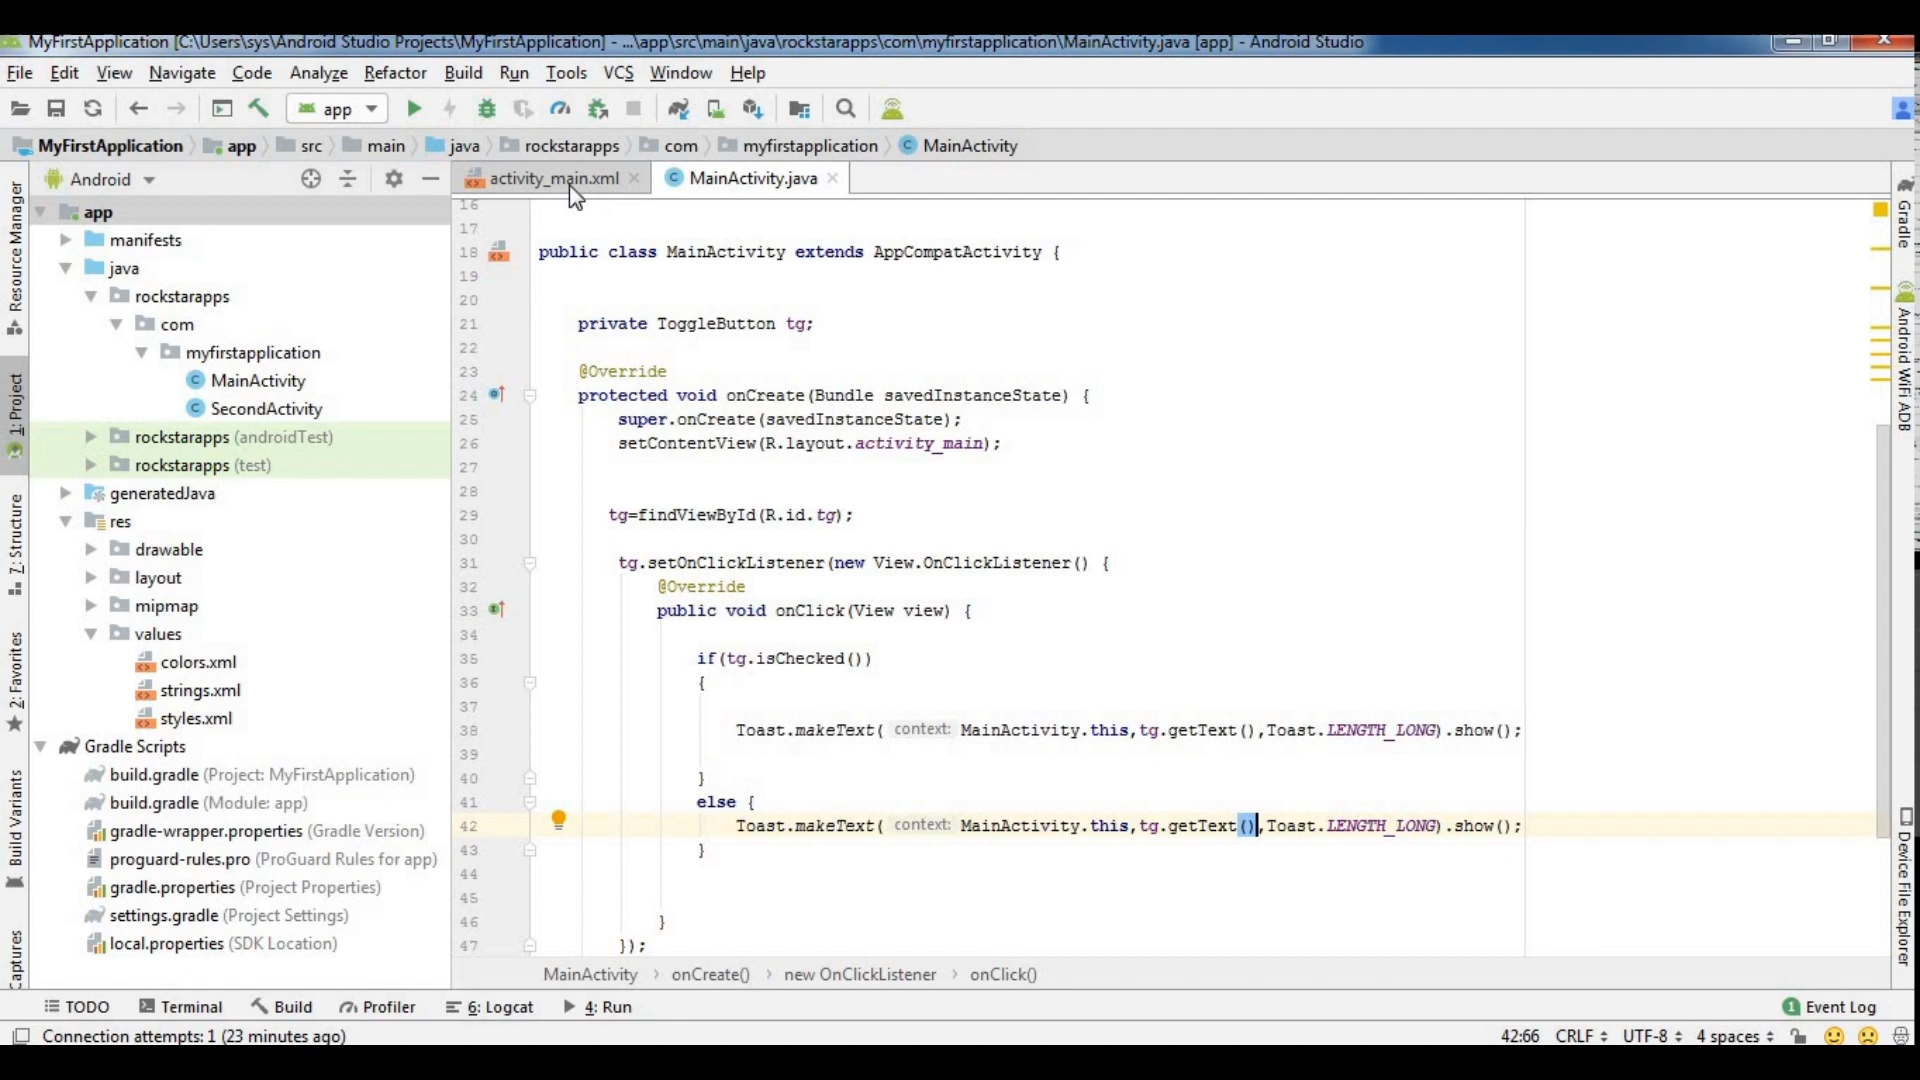 MyFirstApplication [C:\Users\sys\Android Studio Projects\MyFirstApplication] - ...\app\src\main\java\rockstarapps\com\myfirstapplication\MainActivity.java [app] - Android Studio
File Edit View Navigate Code Analyze Refactor Build Run Tools VCS Window Help
app
MyFirstApplication app src main java rockstarapps com myfirstapplication MainActivity
Android
activity_main.xml MainActivity.java
Resource Manager
1: Project
7: Structure
2: Favorites
Build Variants
Captures
app
manifests
java
rockstarapps
com
myfirstapplication
MainActivity
SecondActivity
rockstarapps (androidTest)
rockstarapps (test)
generatedJava
res
drawable
layout
mipmap
values
colors.xml
strings.xml
styles.xml
Gradle Scripts
build.gradle (Project: MyFirstApplication)
build.gradle (Module: app)
gradle-wrapper.properties (Gradle Version)
proguard-rules.pro (ProGuard Rules for app)
gradle.properties (Project Properties)
settings.gradle (Project Settings)
local.properties (SDK Location)
16
17
18 public class MainActivity extends AppCompatActivity {
19
20
21 private ToggleButton tg;
22
23 @Override
24 protected void onCreate(Bundle savedInstanceState) {
25 super.onCreate(savedInstanceState);
26 setContentView(R.layout.activity_main);
27
28
29 tg=findViewById(R.id.tg);
30
31 tg.setOnClickListener(new View.OnClickListener() {
32 @Override
33 public void onClick(View view) {
34
35 if(tg.isChecked())
36 {
37
38 Toast.makeText( context: MainActivity.this,tg.getText(),Toast.LENGTH_LONG).show();
39
40 }
41 else {
42 Toast.makeText( context: MainActivity.this,tg.getText(),Toast.LENGTH_LONG).show();
43 }
44
45
46 }
47 });
MainActivity › onCreate() › new OnClickListener › onClick()
Gradle
Android WiFi ADB
Device File Explorer
TODO Terminal Build Profiler 6: Logcat 4: Run 1 Event Log
Connection attempts: 1 (23 minutes ago) 42:66 CRLF UTF-8 4 spaces